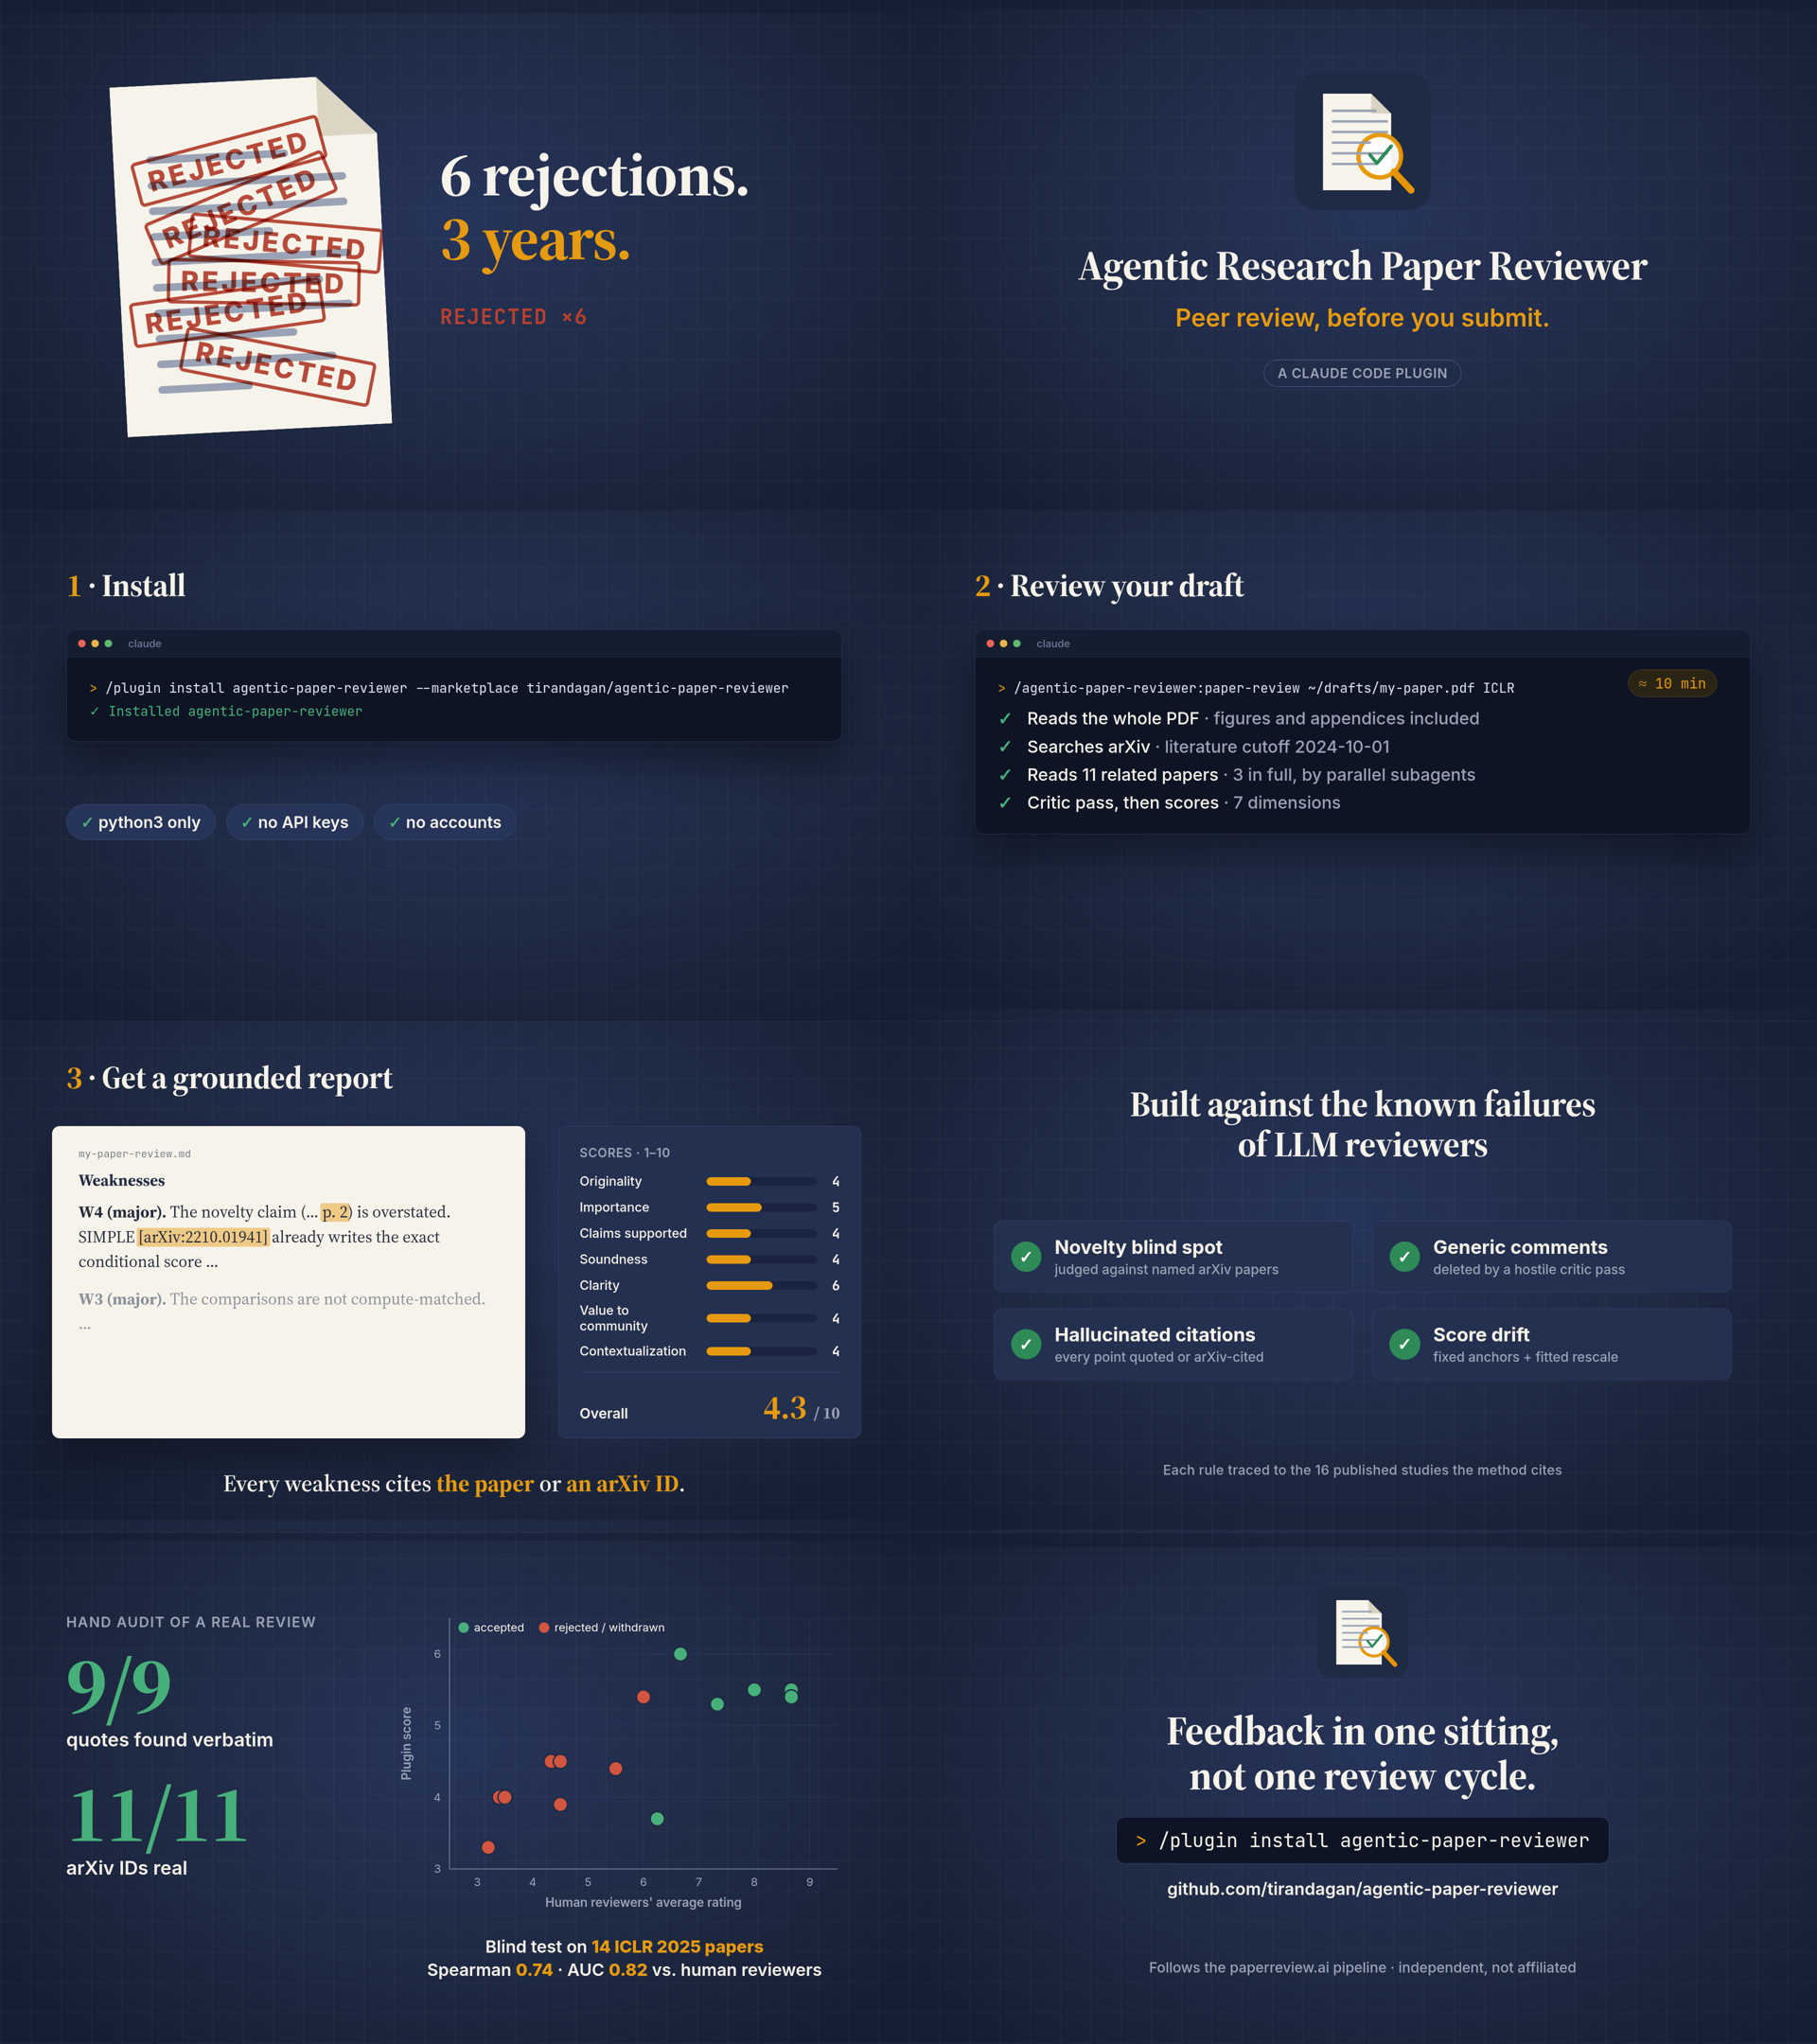 REJECTED
REJECTED
REJECTED
REJECTED
REJECTED
REJECTED
6 rejections.
3 years.
REJECTED ×6
Agentic Research Paper Reviewer
Peer review, before you submit.
A CLAUDE CODE PLUGIN
1 · Install
claude
> /plugin install agentic-paper-reviewer --marketplace tirandagan/agentic-paper-reviewer
✓ Installed agentic-paper-reviewer
✓ python3 only
✓ no API keys
✓ no accounts
2 · Review your draft
claude
> /agentic-paper-reviewer:paper-review ~/drafts/my-paper.pdf ICLR
≈ 10 min
✓ Reads the whole PDF · figures and appendices included
✓ Searches arXiv · literature cutoff 2024-10-01
✓ Reads 11 related papers · 3 in full, by parallel subagents
✓ Critic pass, then scores · 7 dimensions
3 · Get a grounded report
my-paper-review.md
Weaknesses
W4 (major). The novelty claim (... p. 2) is overstated.
SIMPLE [arXiv:2210.01941] already writes the exact
conditional score ...
W3 (major). The comparisons are not compute-matched.
...
SCORES · 1–10
Originality 4
Importance 5
Claims supported 4
Soundness 4
Clarity 6
Value to
community 4
Contextualization 4
Overall 4.3 / 10
Every weakness cites the paper or an arXiv ID.
Built against the known failures
of LLM reviewers
✓ Novelty blind spot
judged against named arXiv papers
✓ Generic comments
deleted by a hostile critic pass
✓ Hallucinated citations
every point quoted or arXiv-cited
✓ Score drift
fixed anchors + fitted rescale
Each rule traced to the 16 published studies the method cites
HAND AUDIT OF A REAL REVIEW
9/9
quotes found verbatim
11/11
arXiv IDs real
accepted
rejected / withdrawn
Plugin score
6
5
4
3
3 4 5 6 7 8 9
Human reviewers' average rating
Blind test on 14 ICLR 2025 papers
Spearman 0.74 · AUC 0.82 vs. human reviewers
Feedback in one sitting,
not one review cycle.
> /plugin install agentic-paper-reviewer
github.com/tirandagan/agentic-paper-reviewer
Follows the paperreview.ai pipeline · independent, not affiliated